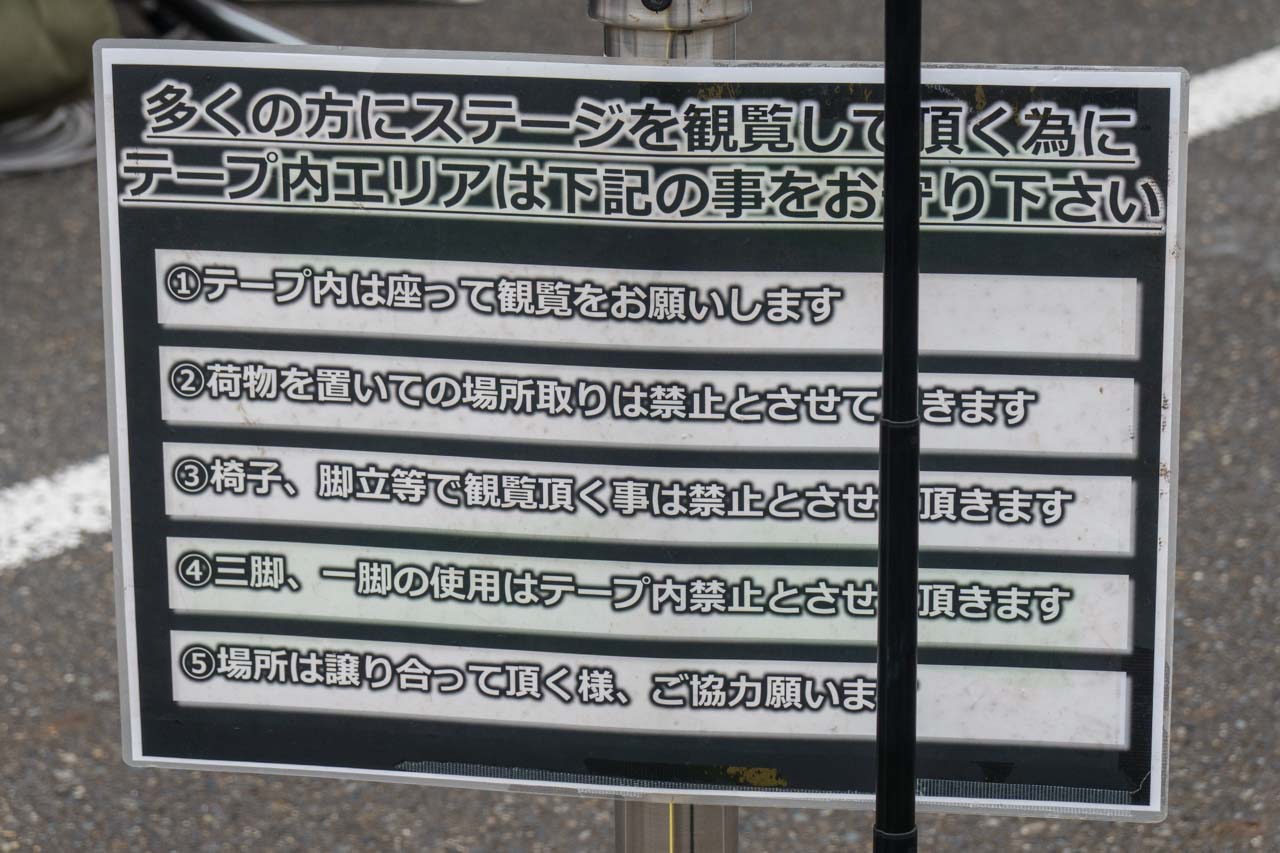 多くの方にステージを観覧して頂く為に
テープ内エリアは下記の事をお守り下さい
①テープ内は座って観覧をお願いします
②荷物を置いての場所取りは禁止とさせて きます
③椅子、脚立等で観覧頂く事は禁止とさせ 頂きます
④三脚、一脚の使用はテープ内禁止とさせ 頂きます
⑤場所は譲り合って頂く様、ご協力願いま